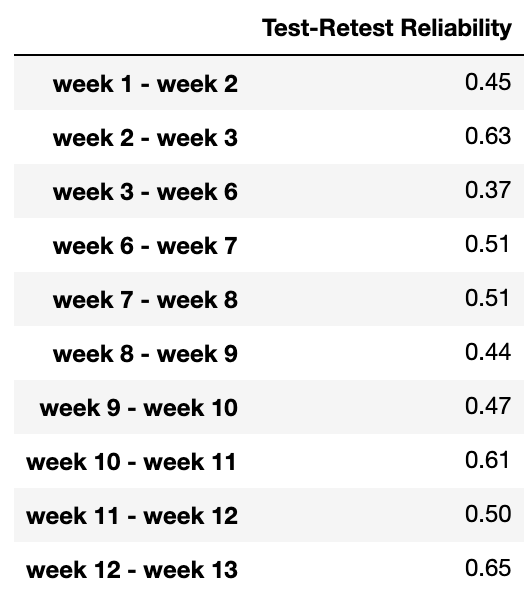 Test-Retest Reliability
week 1 - week 2 0.45
week 2 - week 3 0.63
week 3 - week 6 0.37
week 6 - week 7 0.51
week 7 - week 8 0.51
week 8 - week 9 0.44
week 9 - week 10 0.47
week 10 - week 11 0.61
week 11 - week 12 0.50
week 12 - week 13 0.65